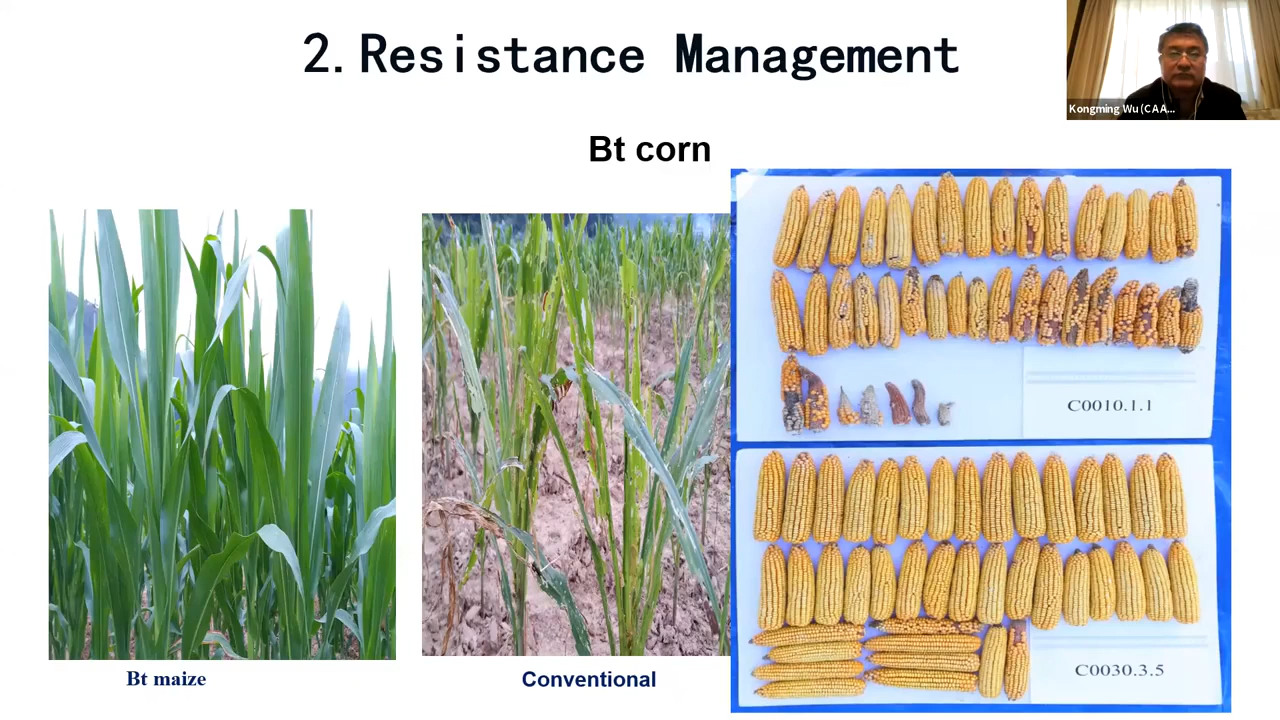 2.Resistance Management
Kongming Wu(CAA...
Bt corn
C0010.1.1
C0030.3.5
Bt maize
Conventional